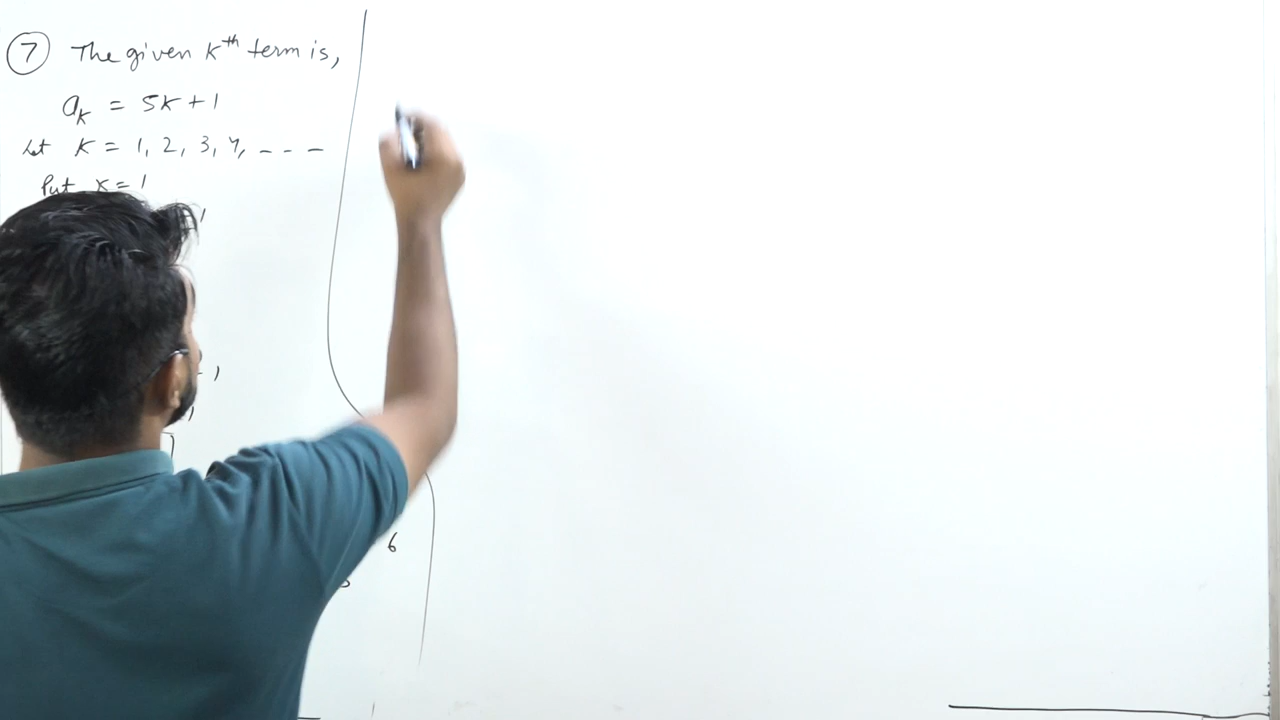 7 The given Kth term is,
aK = 5K + 1
Let K = 1, 2, 3, 4, - - -
Put K = 1
6